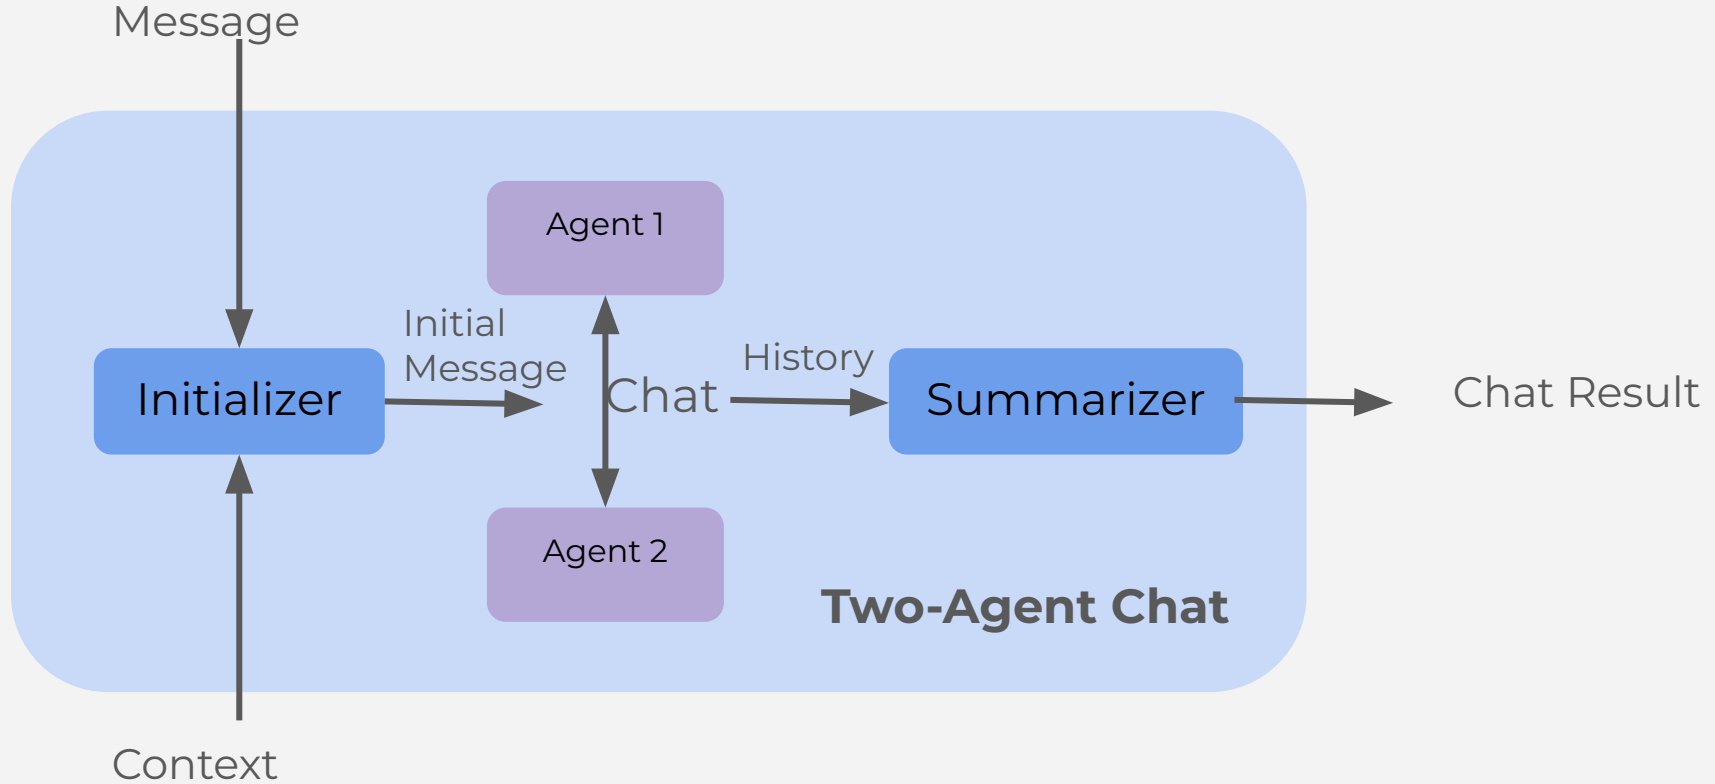 Message
Agent 1
Initial
Message
History
Initializer
Chat
Summarizer
Chat Result
Agent 2
Two-Agent Chat
Context